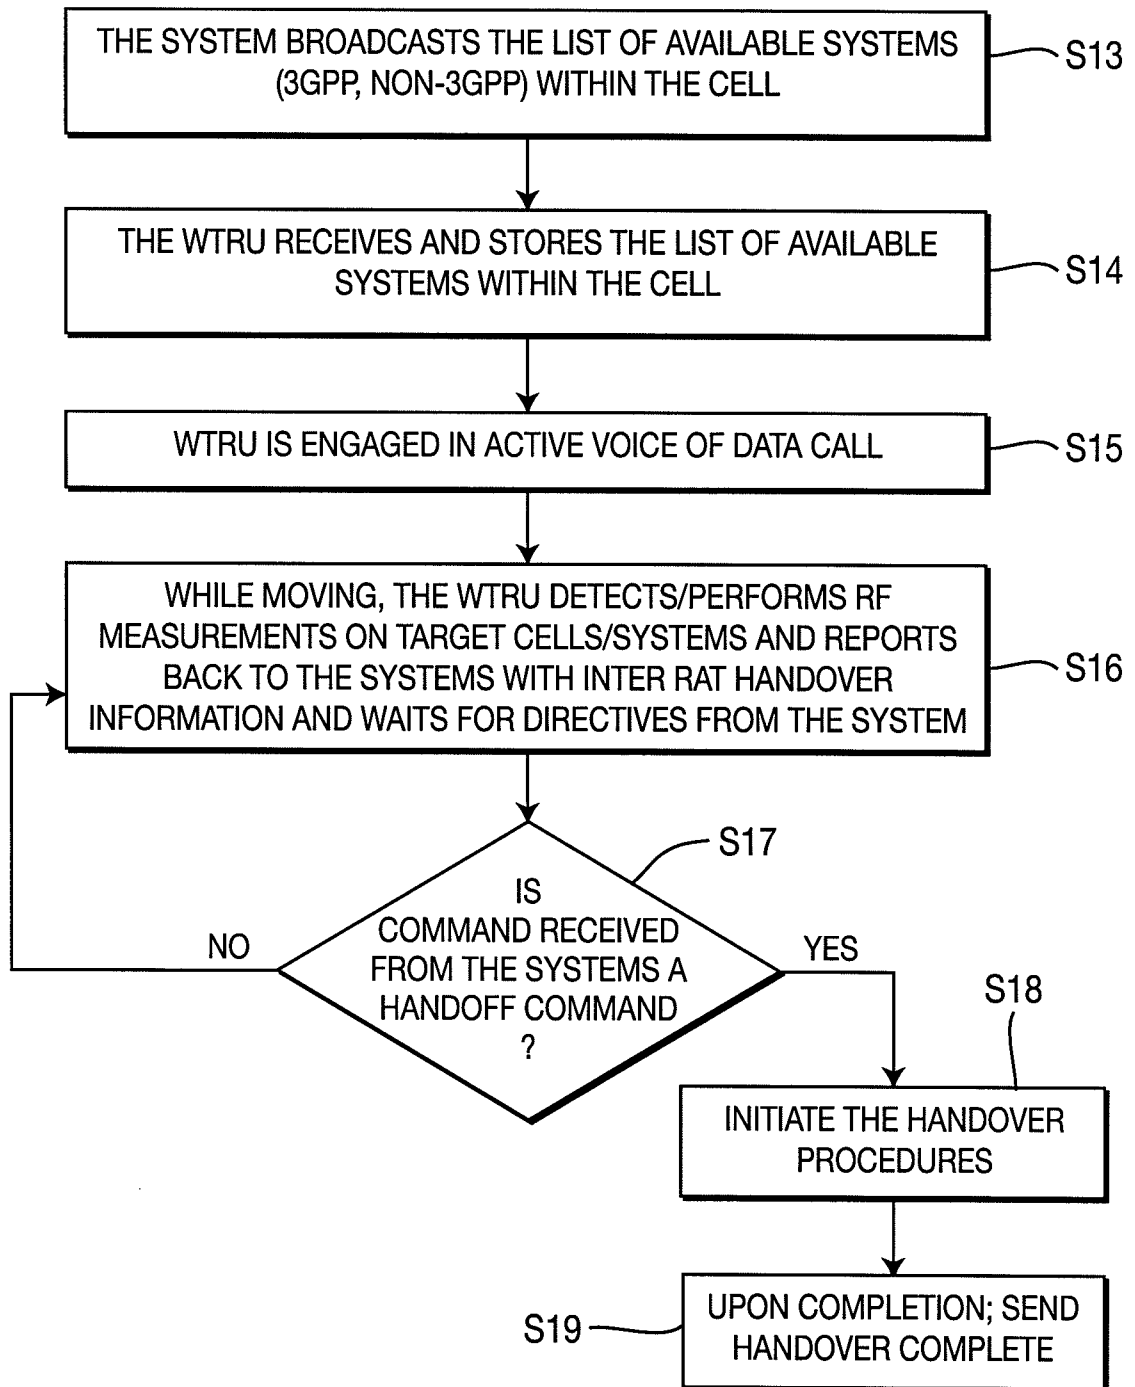 THE SYSTEM BROADCASTS THE LIST OF AVAILABLE SYSTEMS
(3GPP, NON-3GPP) WITHIN THE CELL
S13
THE WTRU RECEIVES AND STORES THE LIST OF AVAILABLE
SYSTEMS WITHIN THE CELL
S14
WTRU IS ENGAGED IN ACTIVE VOICE OF DATA CALL
S15
WHILE MOVING, THE WTRU DETECTS/PERFORMS RF
MEASUREMENTS ON TARGET CELLS/SYSTEMS AND REPORTS
BACK TO THE SYSTEMS WITH INTER RAT HANDOVER
INFORMATION AND WAITS FOR DIRECTIVES FROM THE SYSTEM
S16
S17
IS
COMMAND RECEIVED
FROM THE SYSTEMS A
HANDOFF COMMAND
?
NO
YES
S18
INITIATE THE HANDOVER
PROCEDURES
S19
UPON COMPLETION; SEND
HANDOVER COMPLETE